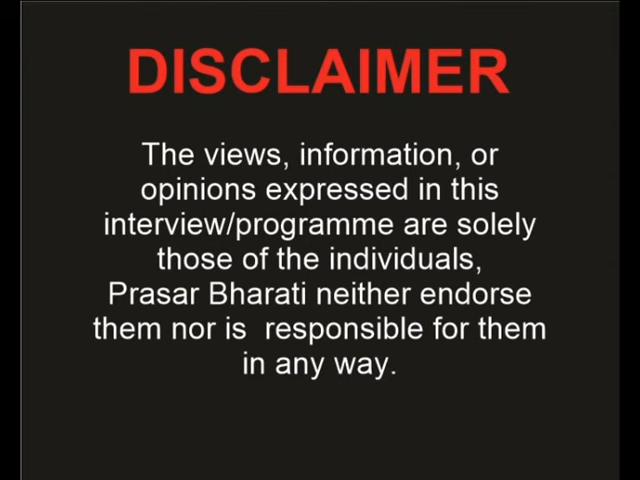 DISCLAIMER
The views, information, or
opinions expressed in this
interview/programme are solely
those of the individuals,
Prasar Bharati neither endorse
them nor is  responsible for them
in any way.